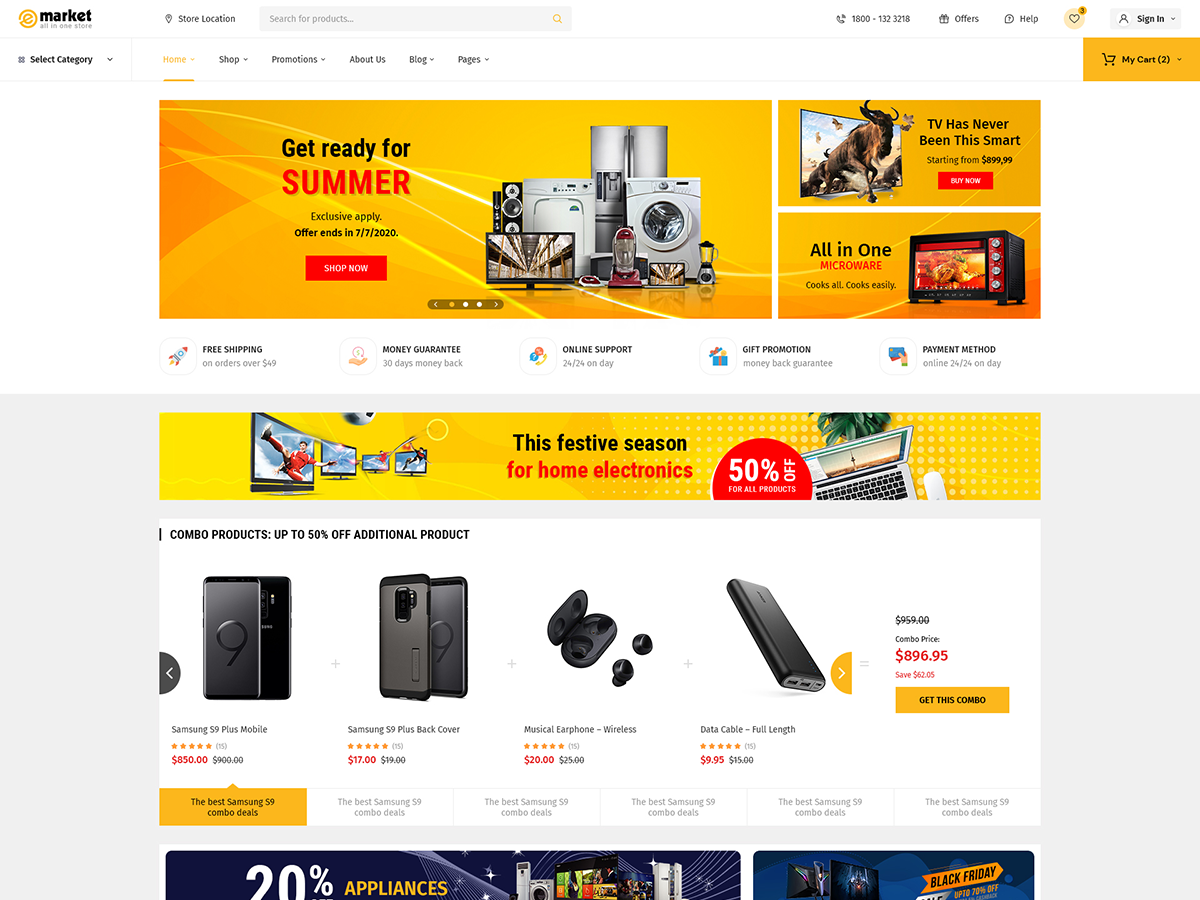 emarket
all in one store
Store Location
Search for products...
1800 - 132 3218
Offers
Help
3
Sign In
Select Category
Home
Shop
Promotions
About Us
Blog
Pages
My Cart (2)
Get ready for
SUMMER
Exclusive apply.
Offer ends in 7/7/2020.
SHOP NOW
TV Has Never
Been This Smart
Starting from $899,99
BUY NOW
All in One
MICROWARE
Cooks all. Cooks easily.
FREE SHIPPING
on orders over $49
MONEY GUARANTEE
30 days money back
ONLINE SUPPORT
24/24 on day
GIFT PROMOTION
money back guarantee
PAYMENT METHOD
online 24/24 on day
This festive season
for home electronics
50% OFF
FOR ALL PRODUCTS
COMBO PRODUCTS: UP TO 50% OFF ADDITIONAL PRODUCT
9
SAMSUNG
9
+
+
+
=
Samsung S9 Plus Mobile
(15)
$850.00 $900.00
Samsung S9 Plus Back Cover
(15)
$17.00 $19.00
Musical Earphone – Wireless
(15)
$20.00 $25.00
Data Cable – Full Length
(15)
$9.95 $15.00
$959.00
Combo Price:
$896.95
Save $62.05
GET THIS COMBO
The best Samsung S9
combo deals
The best Samsung S9
combo deals
The best Samsung S9
combo deals
The best Samsung S9
combo deals
The best Samsung S9
combo deals
The best Samsung S9
combo deals
20%
APPLIANCES
BLACK FRIDAY
UPTO 70% OFF